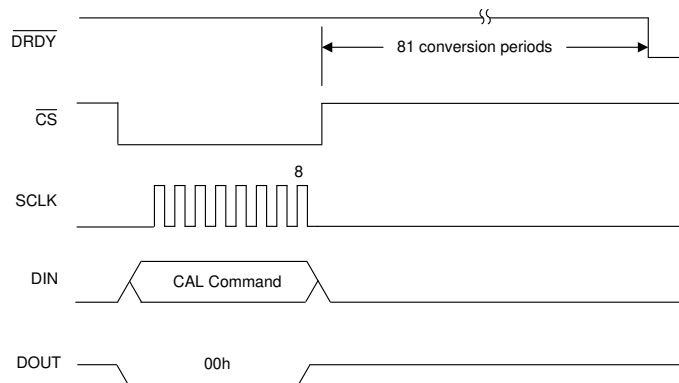 DRDY
81 conversion periods
CS
8
SCLK
DIN
CAL Command
DOUT
00h